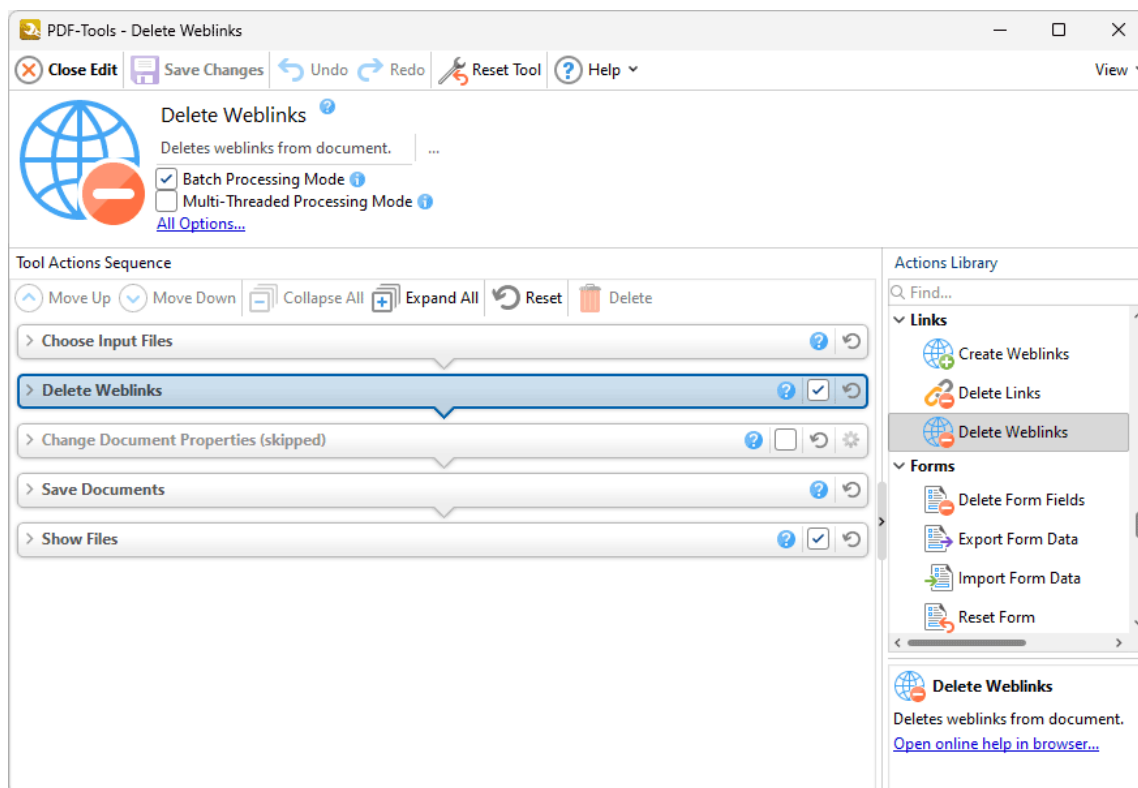 PDF-Tools - Delete Weblinks
Close Edit Save Changes Undo Redo Reset Tool Help View
Delete Weblinks
Deletes weblinks from document. ...
Batch Processing Mode
Multi-Threaded Processing Mode
All Options...
Tool Actions Sequence
Move Up Move Down Collapse All Expand All Reset Delete
Choose Input Files
Delete Weblinks
Change Document Properties (skipped)
Save Documents
Show Files
Actions Library
Find...
Links
Create Weblinks
Delete Links
Delete Weblinks
Forms
Delete Form Fields
Export Form Data
Import Form Data
Reset Form
Delete Weblinks
Deletes weblinks from document.
Open online help in browser...